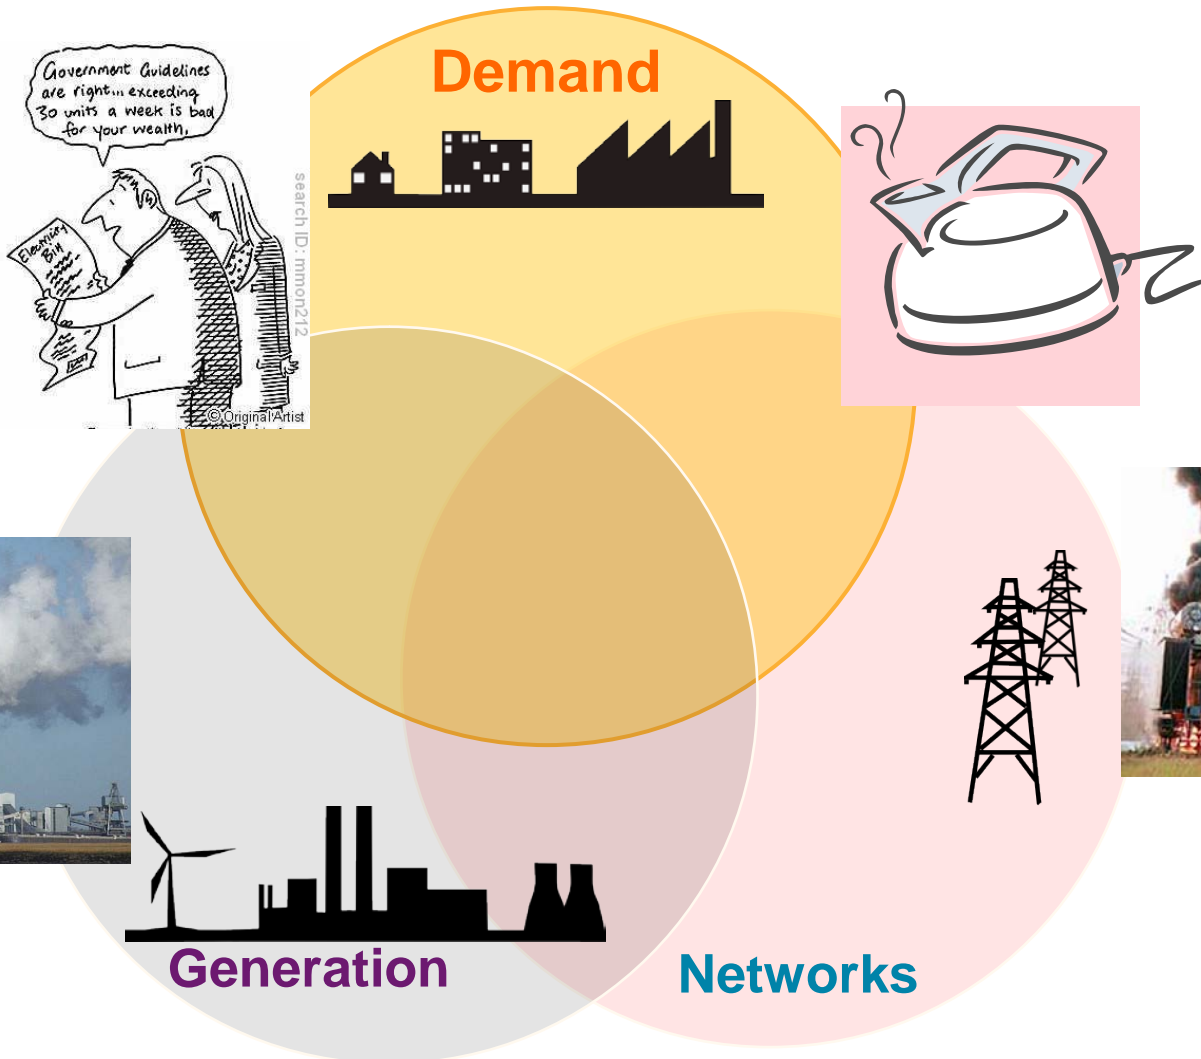 Demand
Government Guidelines
are right... exceeding
30 units a week is bad
for your wealth.
Electricity
Bill
search ID: mmon212
© Original Artist
Generation
Networks